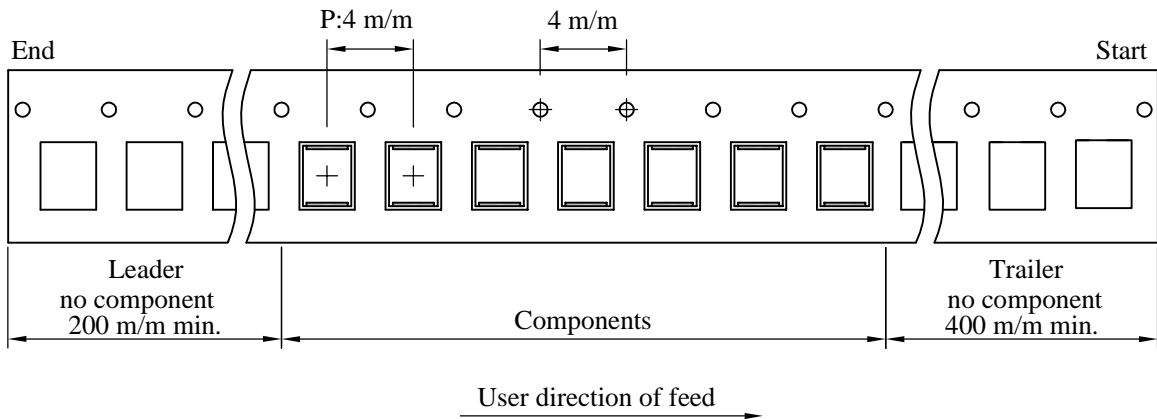 P:4 m/m
4 m/m
End
Start
Leader
no component
200 m/m min.
Components
Trailer
no component
400 m/m min.
User direction of feed